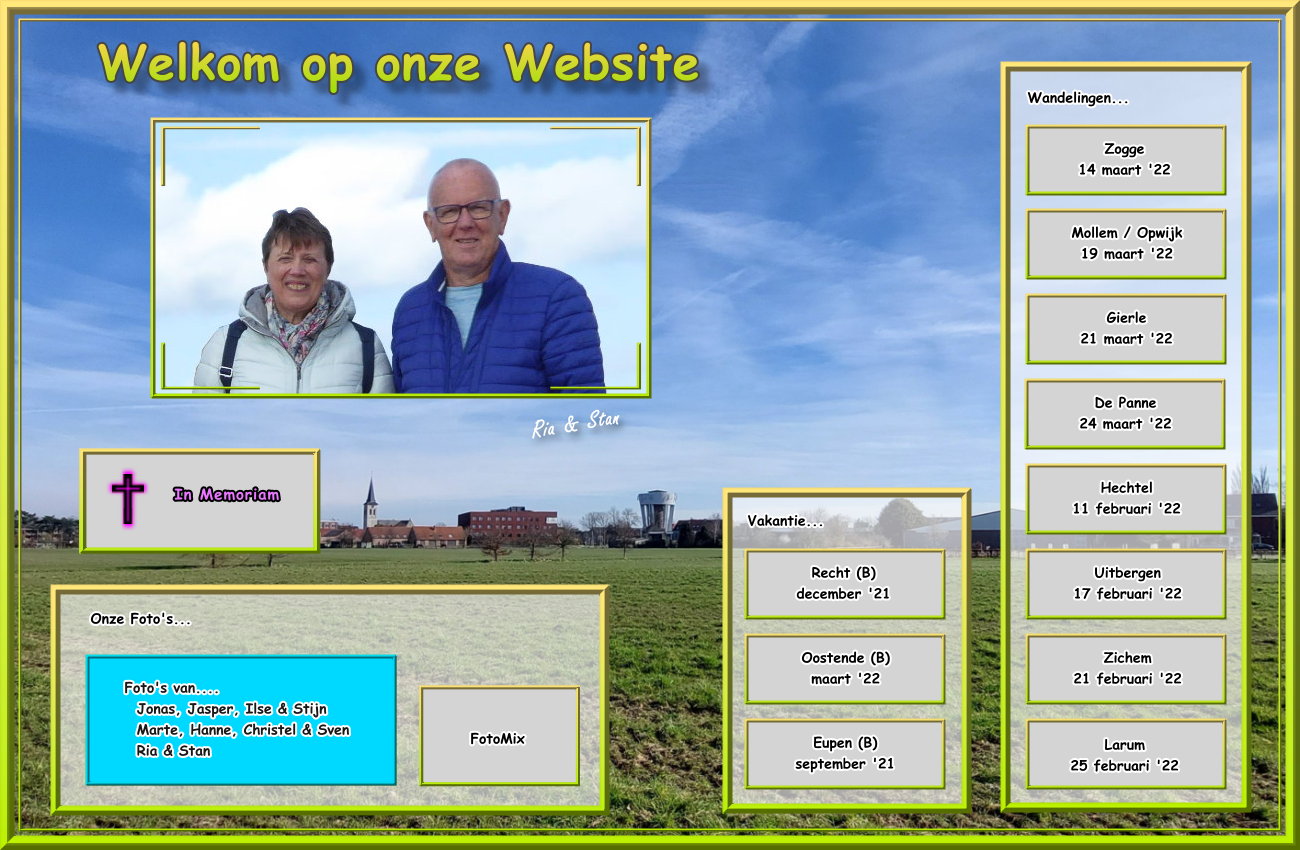 Welkom op onze Website
Ria & Stan
In Memoriam
Onze Foto's...
Foto's van....
Jonas, Jasper, Ilse & Stijn
Marte, Hanne, Christel & Sven
Ria & Stan
FotoMix
Vakantie...
Recht (B)
december '21
Oostende (B)
maart '22
Eupen (B)
september '21
Wandelingen...
Zogge
14 maart '22
Mollem / Opwijk
19 maart '22
Gierle
21 maart '22
De Panne
24 maart '22
Hechtel
11 februari '22
Uitbergen
17 februari '22
Zichem
21 februari '22
Larum
25 februari '22